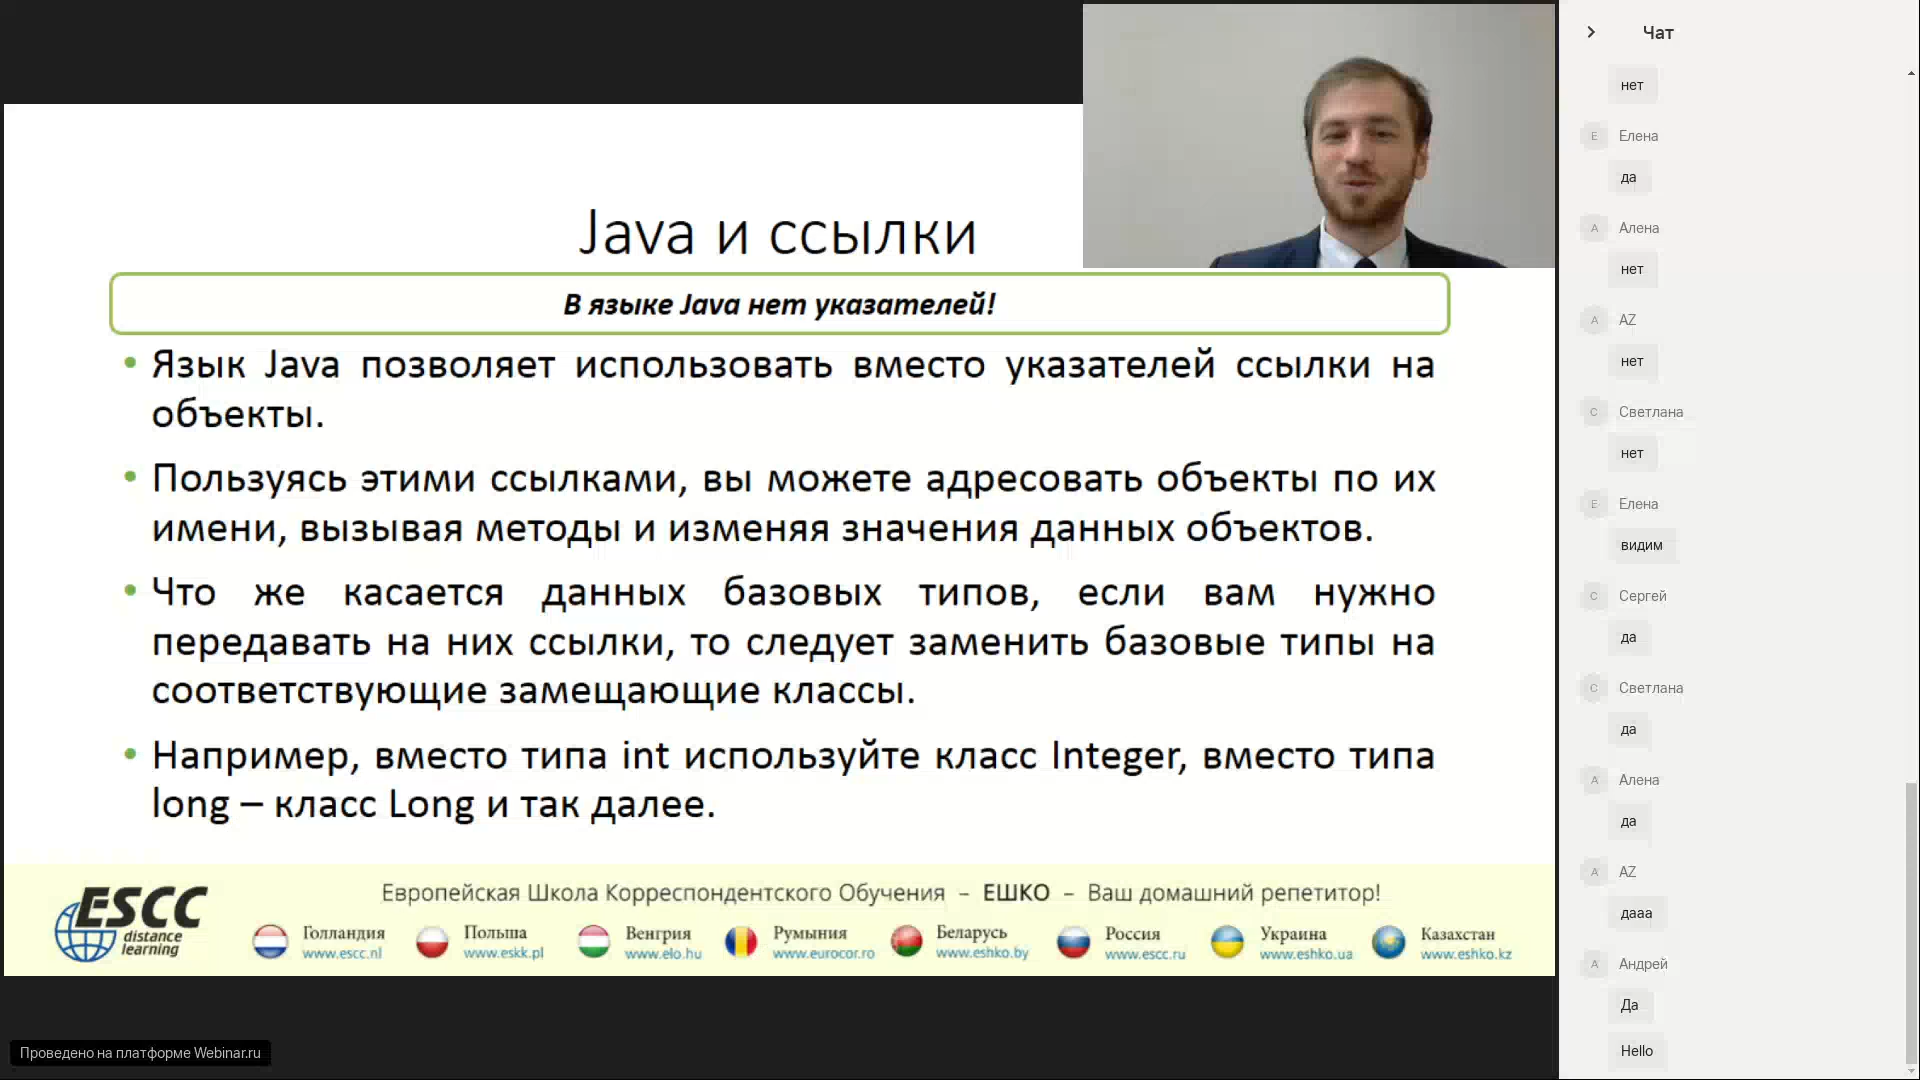 Java и ссылки
В языке Java нет указателей!
• Язык Java позволяет использовать вместо указателей ссылки на
объекты.
• Пользуясь этими ссылками, вы можете адресовать объекты по их
имени, вызывая методы и изменяя значения данных объектов.
• Что же касается данных базовых типов, если вам нужно
передавать на них ссылки, то следует заменить базовые типы на
соответствующие замещающие классы.
• Например, вместо типа int используйте класс Integer, вместо типа
long – класс Long и так далее.
ESCC
distance
learning
Европейская Школа Корреспондентского Обучения – ЕШКО – Ваш домашний репетитор!
Голландия
www.escc.nl
Польша
www.eskk.pl
Венгрия
www.elo.hu
Румыния
www.eurocor.ro
Беларусь
www.eshko.by
Россия
www.escc.ru
Украина
www.eshko.ua
Казахстан
www.eshko.kz
Проведено на платформе Webinar.ru
Чат
нет
Е Елена
да
А Алена
нет
A AZ
нет
С Светлана
нет
Е Елена
видим
С Сергей
да
С Светлана
да
А Алена
да
A AZ
дааа
А Андрей
Да
Hello